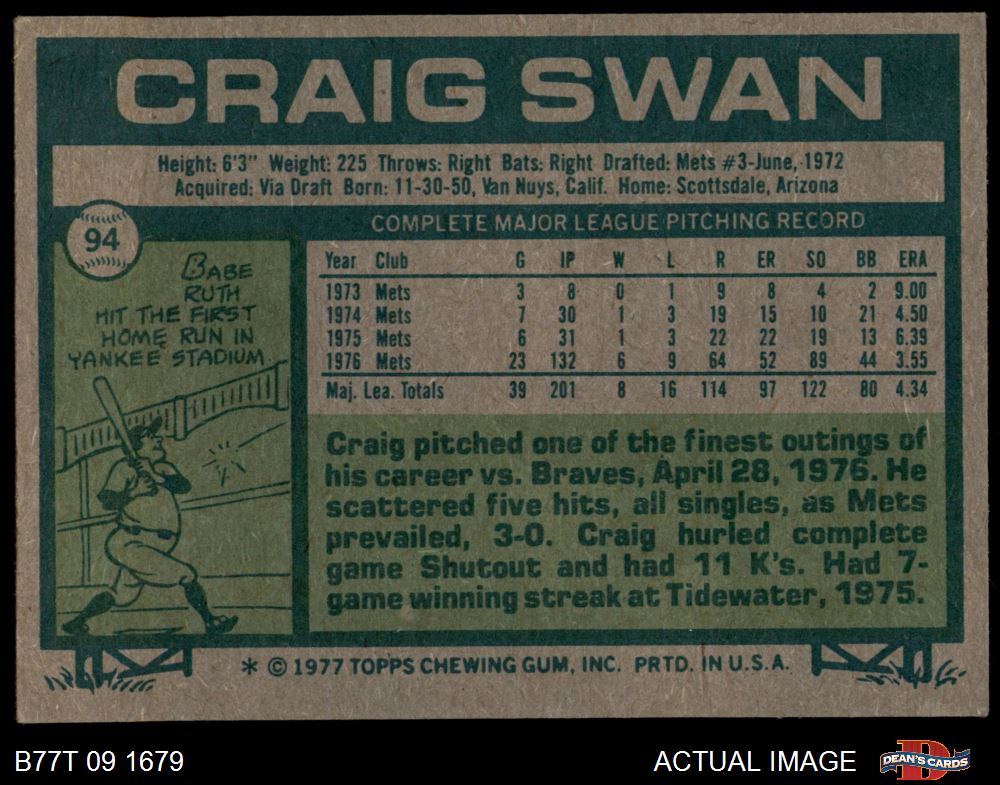 CRAIG SWAN
Height: 6'3" Weight: 225 Throws: Right Bats: Right Drafted: Mets #3-June, 1972
Acquired: Via Draft Born: 11-30-50, Van Nuys, Calif. Home: Scottsdale, Arizona
94
COMPLETE MAJOR LEAGUE PITCHING RECORD
BABE
RUTH
HIT THE FIRST
HOME RUN IN
YANKEE STADIUM.
Year Club G IP W L R ER SO BB ERA
1973 Mets 3 8 0 1 9 8 4 2 9.00
1974 Mets 7 30 1 3 19 15 10 21 4.50
1975 Mets 6 31 1 3 22 22 19 13 6.39
1976 Mets 23 132 6 9 64 52 89 44 3.55
Maj. Lea. Totals 39 201 8 16 114 97 122 80 4.34
Craig pitched one of the finest outings of
his career vs. Braves, April 28, 1976. He
scattered five hits, all singles, as Mets
prevailed, 3-0. Craig hurled complete
game Shutout and had 11 K's. Had 7-
game winning streak at Tidewater, 1975.
* © 1977 TOPPS CHEWING GUM, INC. PRTD. IN U.S.A.
B77T 09 1679
ACTUAL IMAGE
D
DEAN'S CARDS